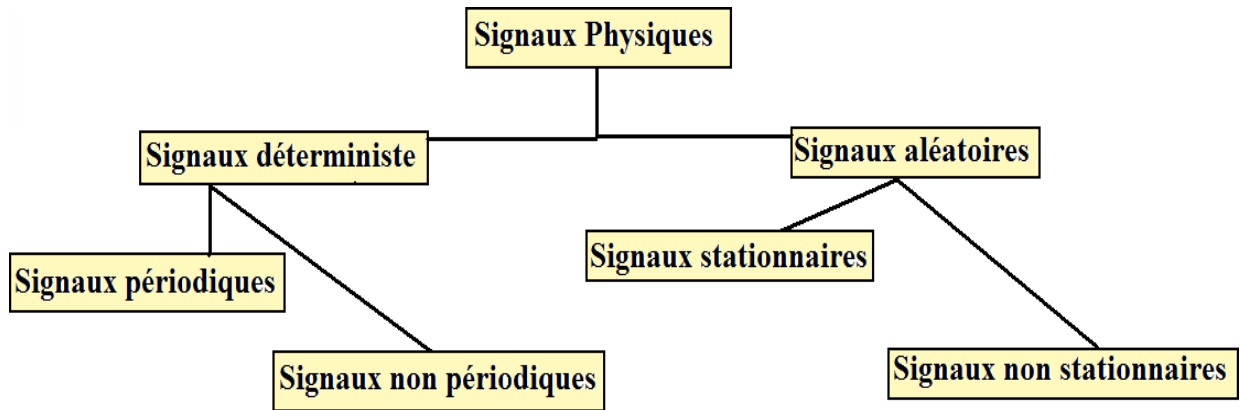 Signaux Physiques
Signaux déterministe
Signaux aléatoires
Signaux périodiques
Signaux stationnaires
Signaux non périodiques
Signaux non stationnaires